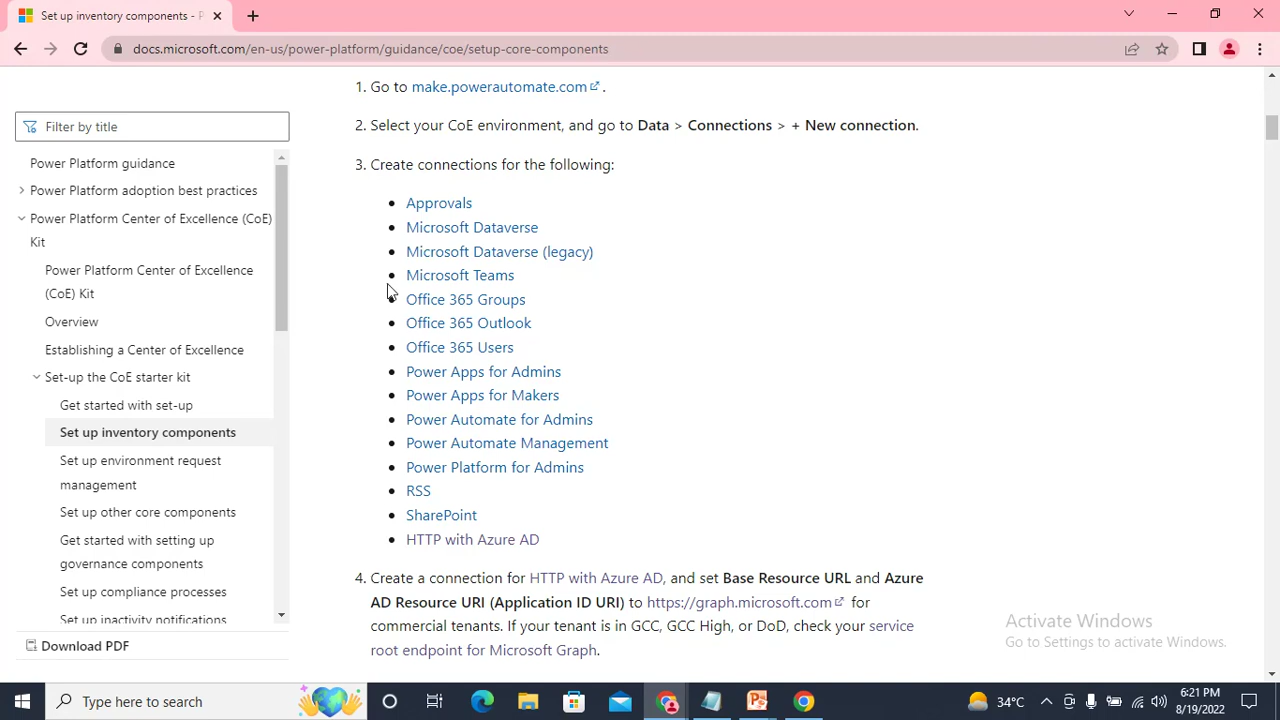 Set up inventory components - P
docs.microsoft.com/en-us/power-platform/guidance/coe/setup-core-components
Filter by title
Power Platform guidance
Power Platform adoption best practices
Power Platform Center of Excellence (CoE)
Kit
Power Platform Center of Excellence
(CoE) Kit
Overview
Establishing a Center of Excellence
Set-up the CoE starter kit
Get started with set-up
Set up inventory components
Set up environment request
management
Set up other core components
Get started with setting up
governance components
Set up compliance processes
Set up inactivity notifications
Download PDF
1. Go to make.powerautomate.com .
2. Select your CoE environment, and go to Data > Connections > + New connection.
3. Create connections for the following:
• Approvals
• Microsoft Dataverse
• Microsoft Dataverse (legacy)
• Microsoft Teams
• Office 365 Groups
• Office 365 Outlook
• Office 365 Users
• Power Apps for Admins
• Power Apps for Makers
• Power Automate for Admins
• Power Automate Management
• Power Platform for Admins
• RSS
• SharePoint
• HTTP with Azure AD
4. Create a connection for HTTP with Azure AD, and set Base Resource URL and Azure
AD Resource URI (Application ID URI) to https://graph.microsoft.com for
commercial tenants. If your tenant is in GCC, GCC High, or DoD, check your service
root endpoint for Microsoft Graph.
Activate Windows
Go to Settings to activate Windows.
Type here to search
34°C
6:21 PM
8/19/2022